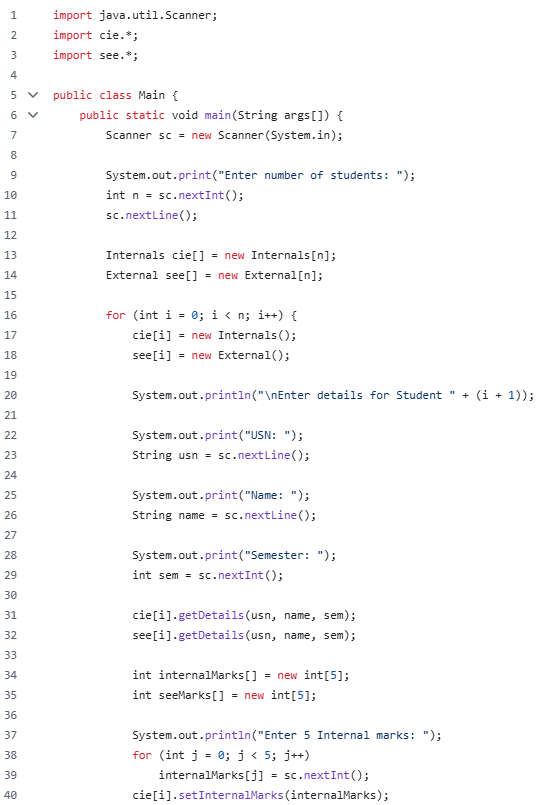 1 import java.util.Scanner;
2 import cie.*;
3 import see.*;
4
5 public class Main {
6     public static void main(String args[]) {
7         Scanner sc = new Scanner(System.in);
8
9         System.out.print("Enter number of students: ");
10         int n = sc.nextInt();
11         sc.nextLine();
12
13         Internals cie[] = new Internals[n];
14         External see[] = new External[n];
15
16         for (int i = 0; i < n; i++) {
17             cie[i] = new Internals();
18             see[i] = new External();
19
20             System.out.println("\nEnter details for Student " + (i + 1));
21
22             System.out.print("USN: ");
23             String usn = sc.nextLine();
24
25             System.out.print("Name: ");
26             String name = sc.nextLine();
27
28             System.out.print("Semester: ");
29             int sem = sc.nextInt();
30
31             cie[i].getDetails(usn, name, sem);
32             see[i].getDetails(usn, name, sem);
33
34             int internalMarks[] = new int[5];
35             int seeMarks[] = new int[5];
36
37             System.out.println("Enter 5 Internal marks: ");
38             for (int j = 0; j < 5; j++)
39                 internalMarks[j] = sc.nextInt();
40             cie[i].setInternalMarks(internalMarks);